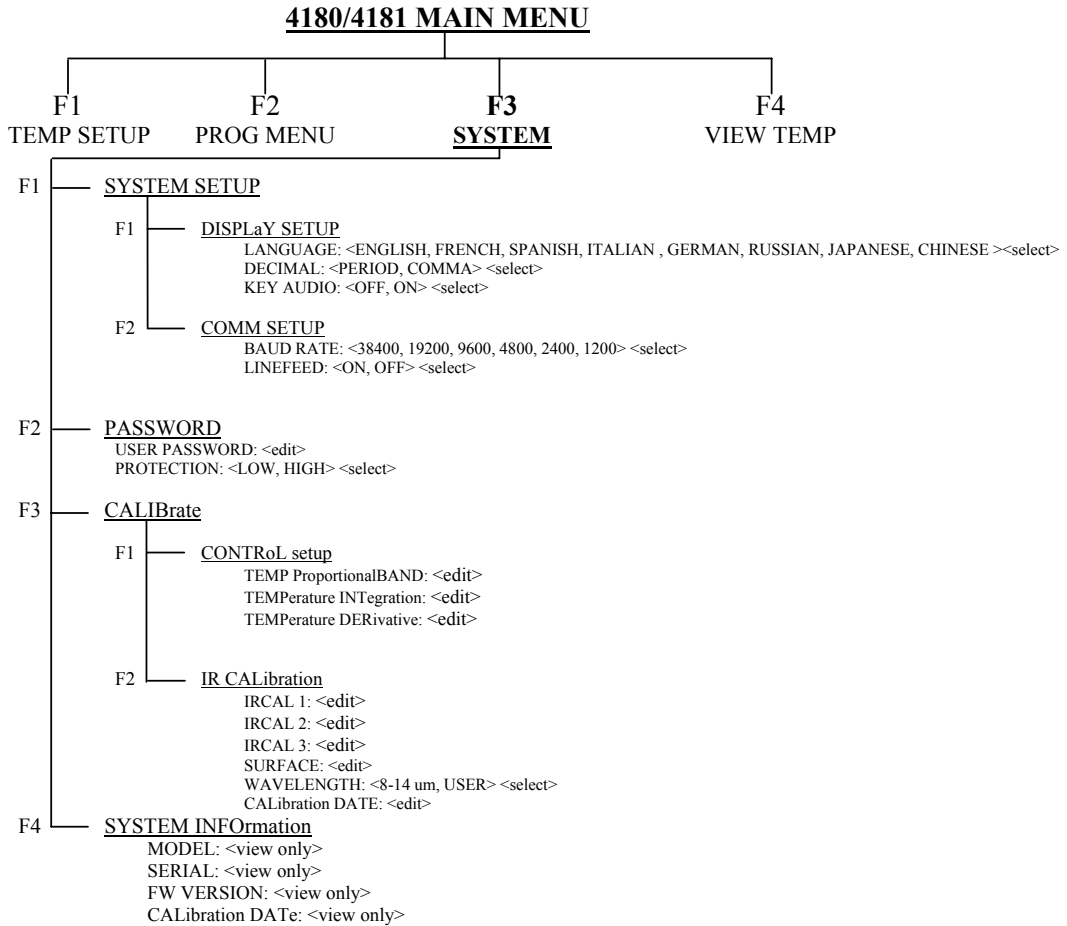 4180/4181 MAIN MENU
F1 F2 F3 F4
TEMP SETUP PROG MENU SYSTEM VIEW TEMP
F1 SYSTEM SETUP
F1 DISPLaY SETUP
LANGUAGE: <ENGLISH, FRENCH, SPANISH, ITALIAN , GERMAN, RUSSIAN, JAPANESE, CHINESE ><select>
DECIMAL: <PERIOD, COMMA> <select>
KEY AUDIO: <OFF, ON> <select>
F2 COMM SETUP
BAUD RATE: <38400, 19200, 9600, 4800, 2400, 1200> <select>
LINEFEED: <ON, OFF> <select>
F2 PASSWORD
USER PASSWORD: <edit>
PROTECTION: <LOW, HIGH> <select>
F3 CALIBrate
F1 CONTRoL setup
TEMP ProportionalBAND: <edit>
TEMPerature INTegration: <edit>
TEMPerature DERivative: <edit>
F2 IR CALibration
IRCAL 1: <edit>
IRCAL 2: <edit>
IRCAL 3: <edit>
SURFACE: <edit>
WAVELENGTH: <8-14 um, USER> <select>
CALibration DATE: <edit>
F4 SYSTEM INFOrmation
MODEL: <view only>
SERIAL: <view only>
FW VERSION: <view only>
CALibration DATe: <view only>